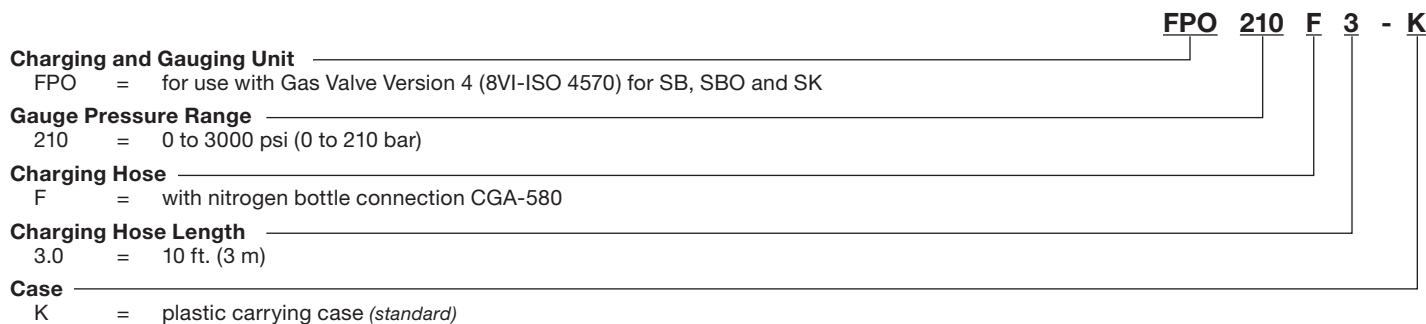 FPO 210 F 3 - K
Charging and Gauging Unit
FPO = for use with Gas Valve Version 4 (8VI-ISO 4570) for SB, SBO and SK
Gauge Pressure Range
210 = 0 to 3000 psi (0 to 210 bar)
Charging Hose
F = with nitrogen bottle connection CGA-580
Charging Hose Length
3.0 = 10 ft. (3 m)
Case
K = plastic carrying case (standard)